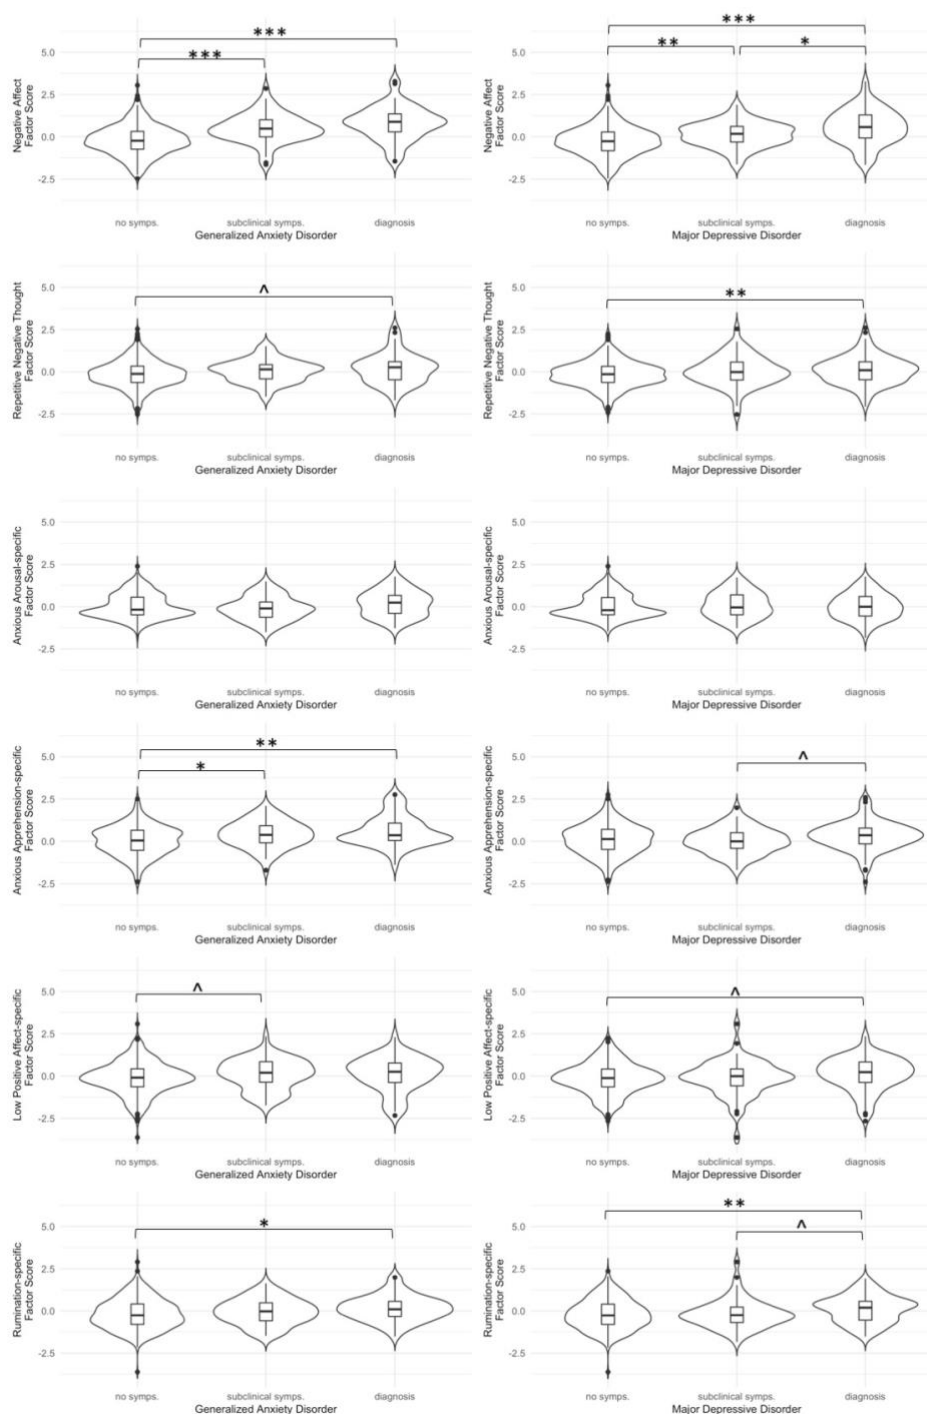 ***
***
Negative Affect
Factor Score
5.0
2.5
0.0
-2.5
no symps.
subclinical symps.
diagnosis
Generalized Anxiety Disorder
***
**
*
Negative Affect
Factor Score
5.0
2.5
0.0
-2.5
no symps.
subclinical symps.
diagnosis
Major Depressive Disorder
^
Repetitive Negative Thought
Factor Score
5.0
2.5
0.0
-2.5
no symps.
subclinical symps.
diagnosis
Generalized Anxiety Disorder
**
Repetitive Negative Thought
Factor Score
5.0
2.5
0.0
-2.5
no symps.
subclinical symps.
diagnosis
Major Depressive Disorder
Anxious Arousal-specific
Factor Score
5.0
2.5
0.0
-2.5
no symps.
subclinical symps.
diagnosis
Generalized Anxiety Disorder
Anxious Arousal-specific
Factor Score
5.0
2.5
0.0
-2.5
no symps.
subclinical symps.
diagnosis
Major Depressive Disorder
**
*
Anxious Apprehension-specific
Factor Score
5.0
2.5
0.0
-2.5
no symps.
subclinical symps.
diagnosis
Generalized Anxiety Disorder
^
Anxious Apprehension-specific
Factor Score
5.0
2.5
0.0
-2.5
no symps.
subclinical symps.
diagnosis
Major Depressive Disorder
^
Low Positive Affect-specific
Factor Score
5.0
2.5
0.0
-2.5
no symps.
subclinical symps.
diagnosis
Generalized Anxiety Disorder
^
Low Positive Affect-specific
Factor Score
5.0
2.5
0.0
-2.5
no symps.
subclinical symps.
diagnosis
Major Depressive Disorder
*
Rumination-specific
Factor Score
5.0
2.5
0.0
-2.5
no symps.
subclinical symps.
diagnosis
Generalized Anxiety Disorder
**
^
Rumination-specific
Factor Score
5.0
2.5
0.0
-2.5
no symps.
subclinical symps.
diagnosis
Major Depressive Disorder